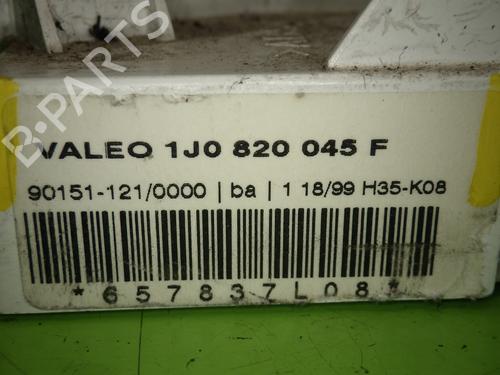 B-PARTS
VALEO 1J0 820 045 F
90151-121/0000 | ba | 1 18/99 H35-K08
*657837L08*